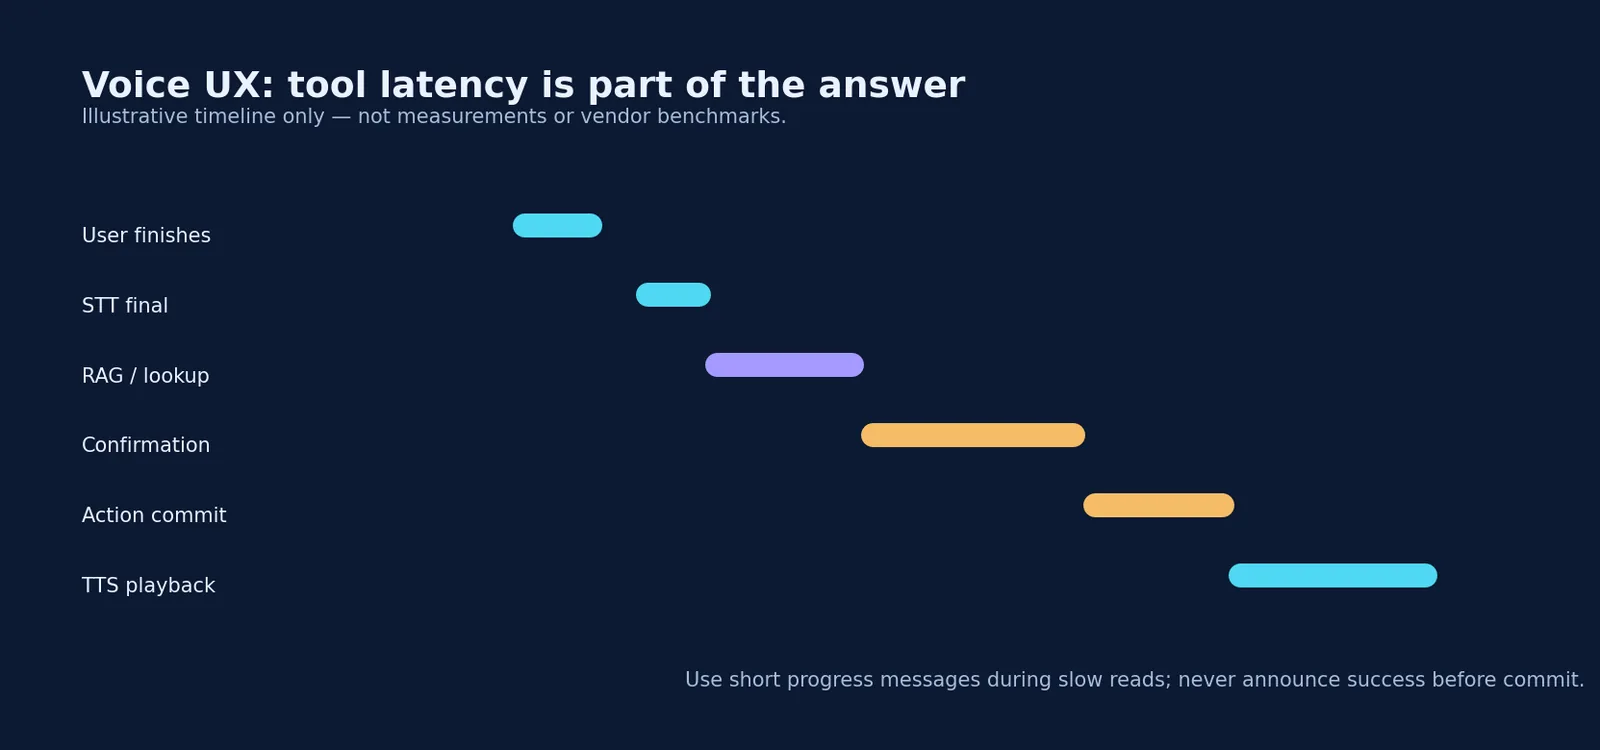 Voice UX: tool latency is part of the answer
Illustrative timeline only — not measurements or vendor benchmarks.
User finishes
STT final
RAG / lookup
Confirmation
Action commit
TTS playback
Use short progress messages during slow reads; never announce success before commit.